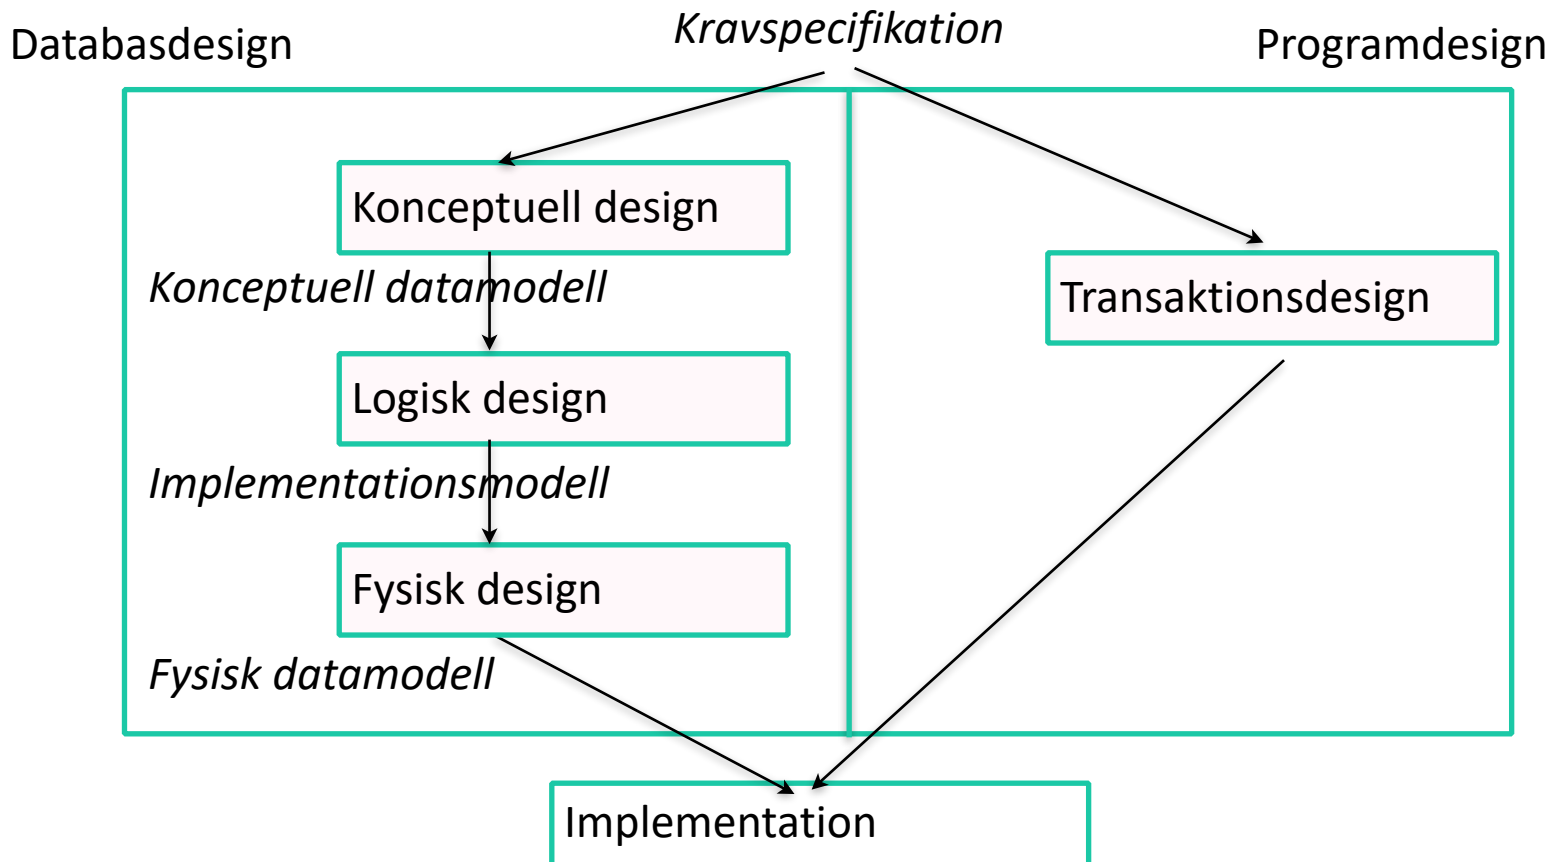 Databasdesign
Kravspecifikation
Programdesign
Konceptuell design
Konceptuell datamodell
Transaktionsdesign
Logisk design
Implementationsmodell
Fysisk design
Fysisk datamodell
Implementation